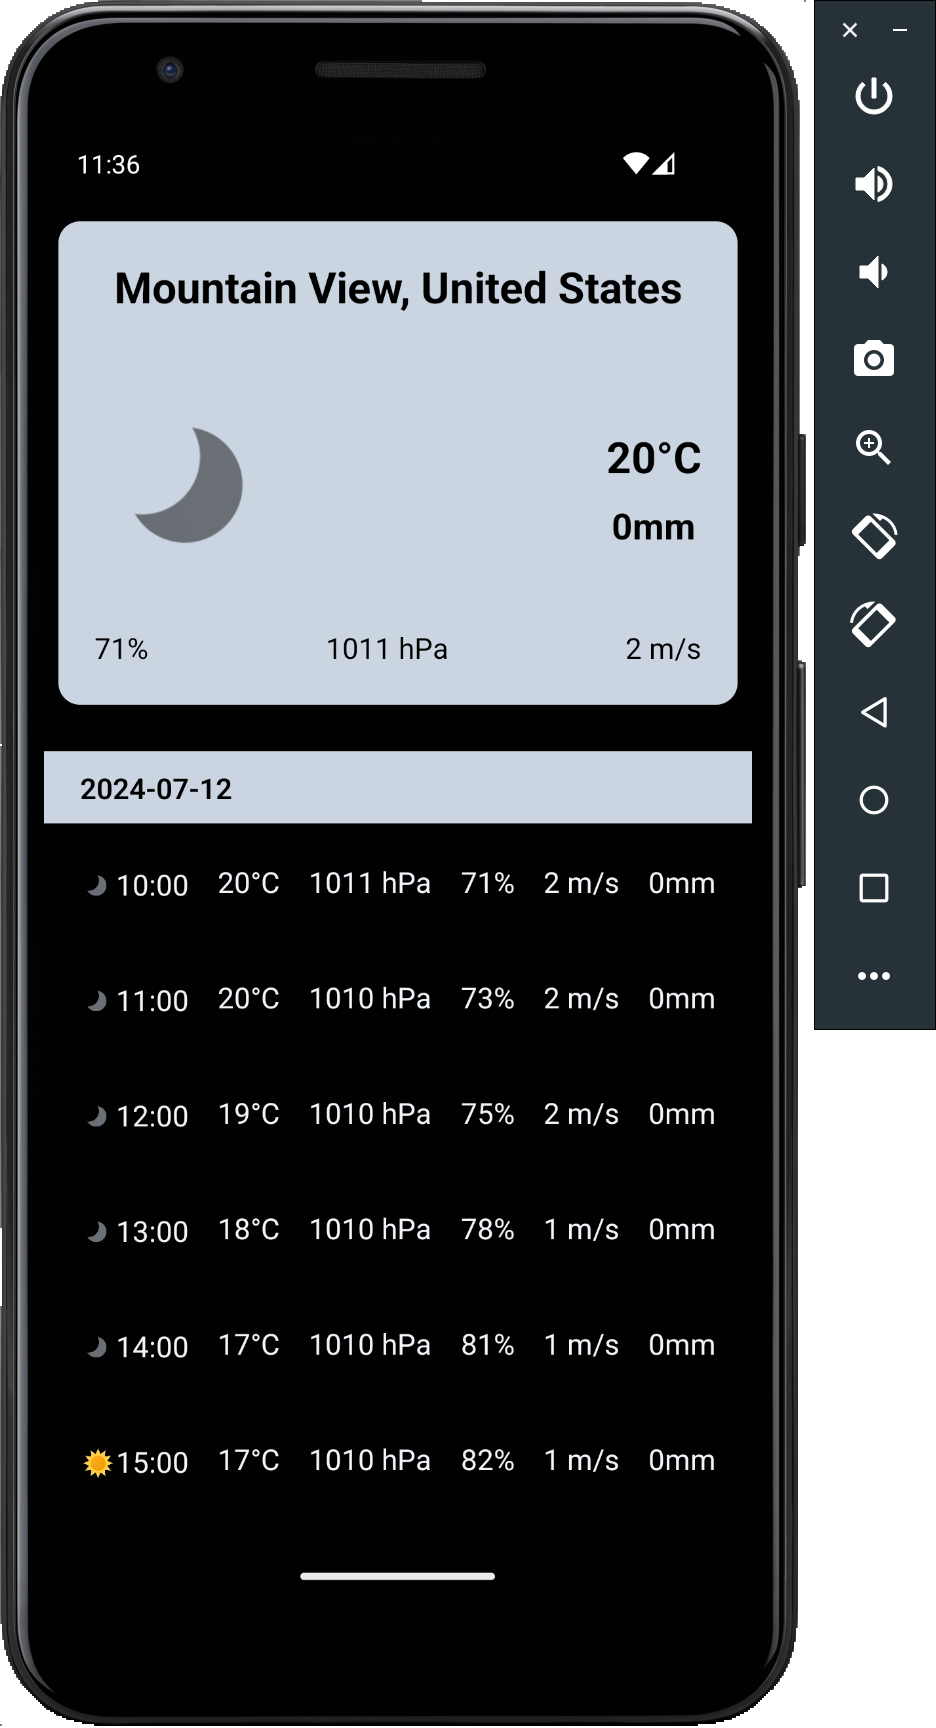 11:36
Mountain View, United States
20°C
0mm
71% 1011 hPa 2 m/s
2024-07-12
10:00 20°C 1011 hPa 71% 2 m/s 0mm
11:00 20°C 1010 hPa 73% 2 m/s 0mm
12:00 19°C 1010 hPa 75% 2 m/s 0mm
13:00 18°C 1010 hPa 78% 1 m/s 0mm
14:00 17°C 1010 hPa 81% 1 m/s 0mm
15:00 17°C 1010 hPa 82% 1 m/s 0mm